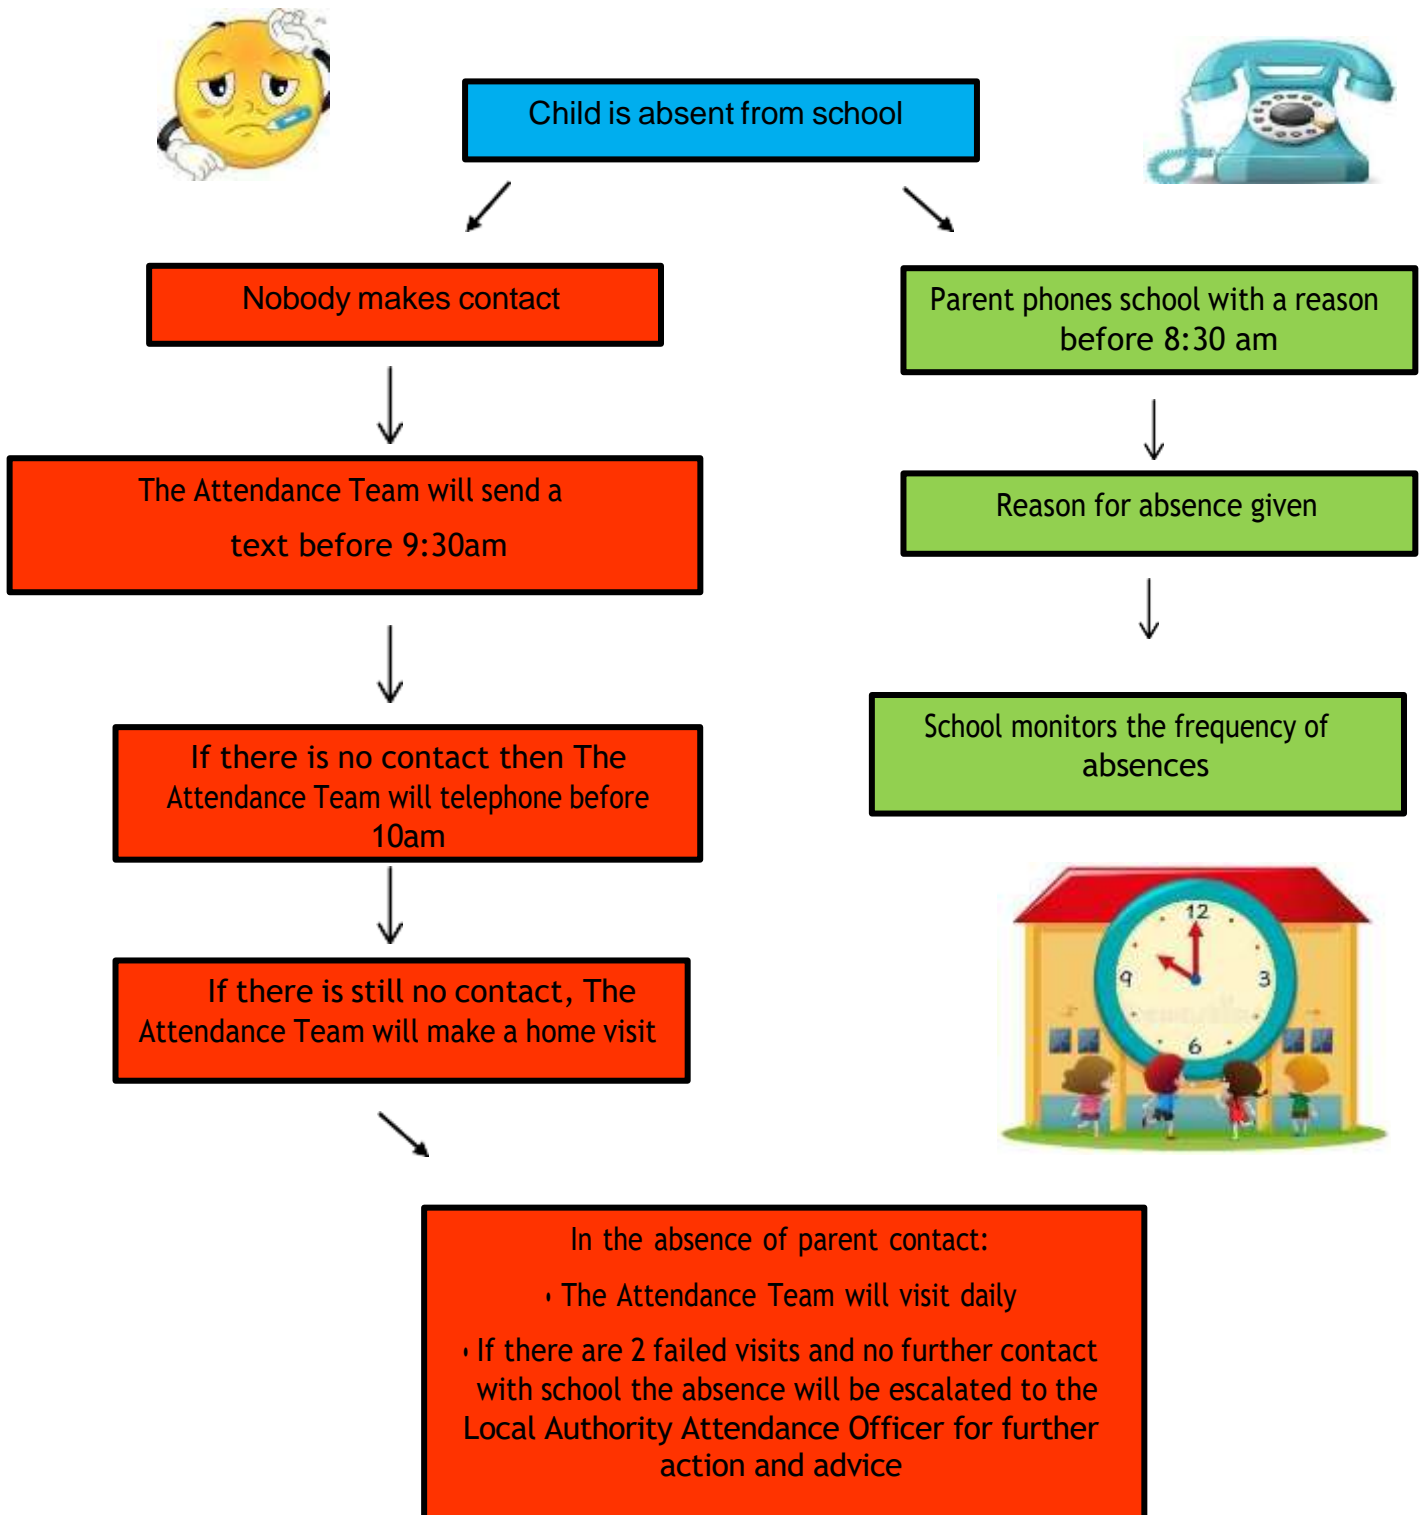 Child is absent from school
Nobody makes contact
Parent phones school with a reason
before 8:30 am
The Attendance Team will send a
text before 9:30am
Reason for absence given
If there is no contact then The
Attendance Team will telephone before
10am
School monitors the frequency of
absences
If there is still no contact, The
Attendance Team will make a home visit
12
9
3
6
In the absence of parent contact:
• The Attendance Team will visit daily
• If there are 2 failed visits and no further contact
with school the absence will be escalated to the
Local Authority Attendance Officer for further
action and advice